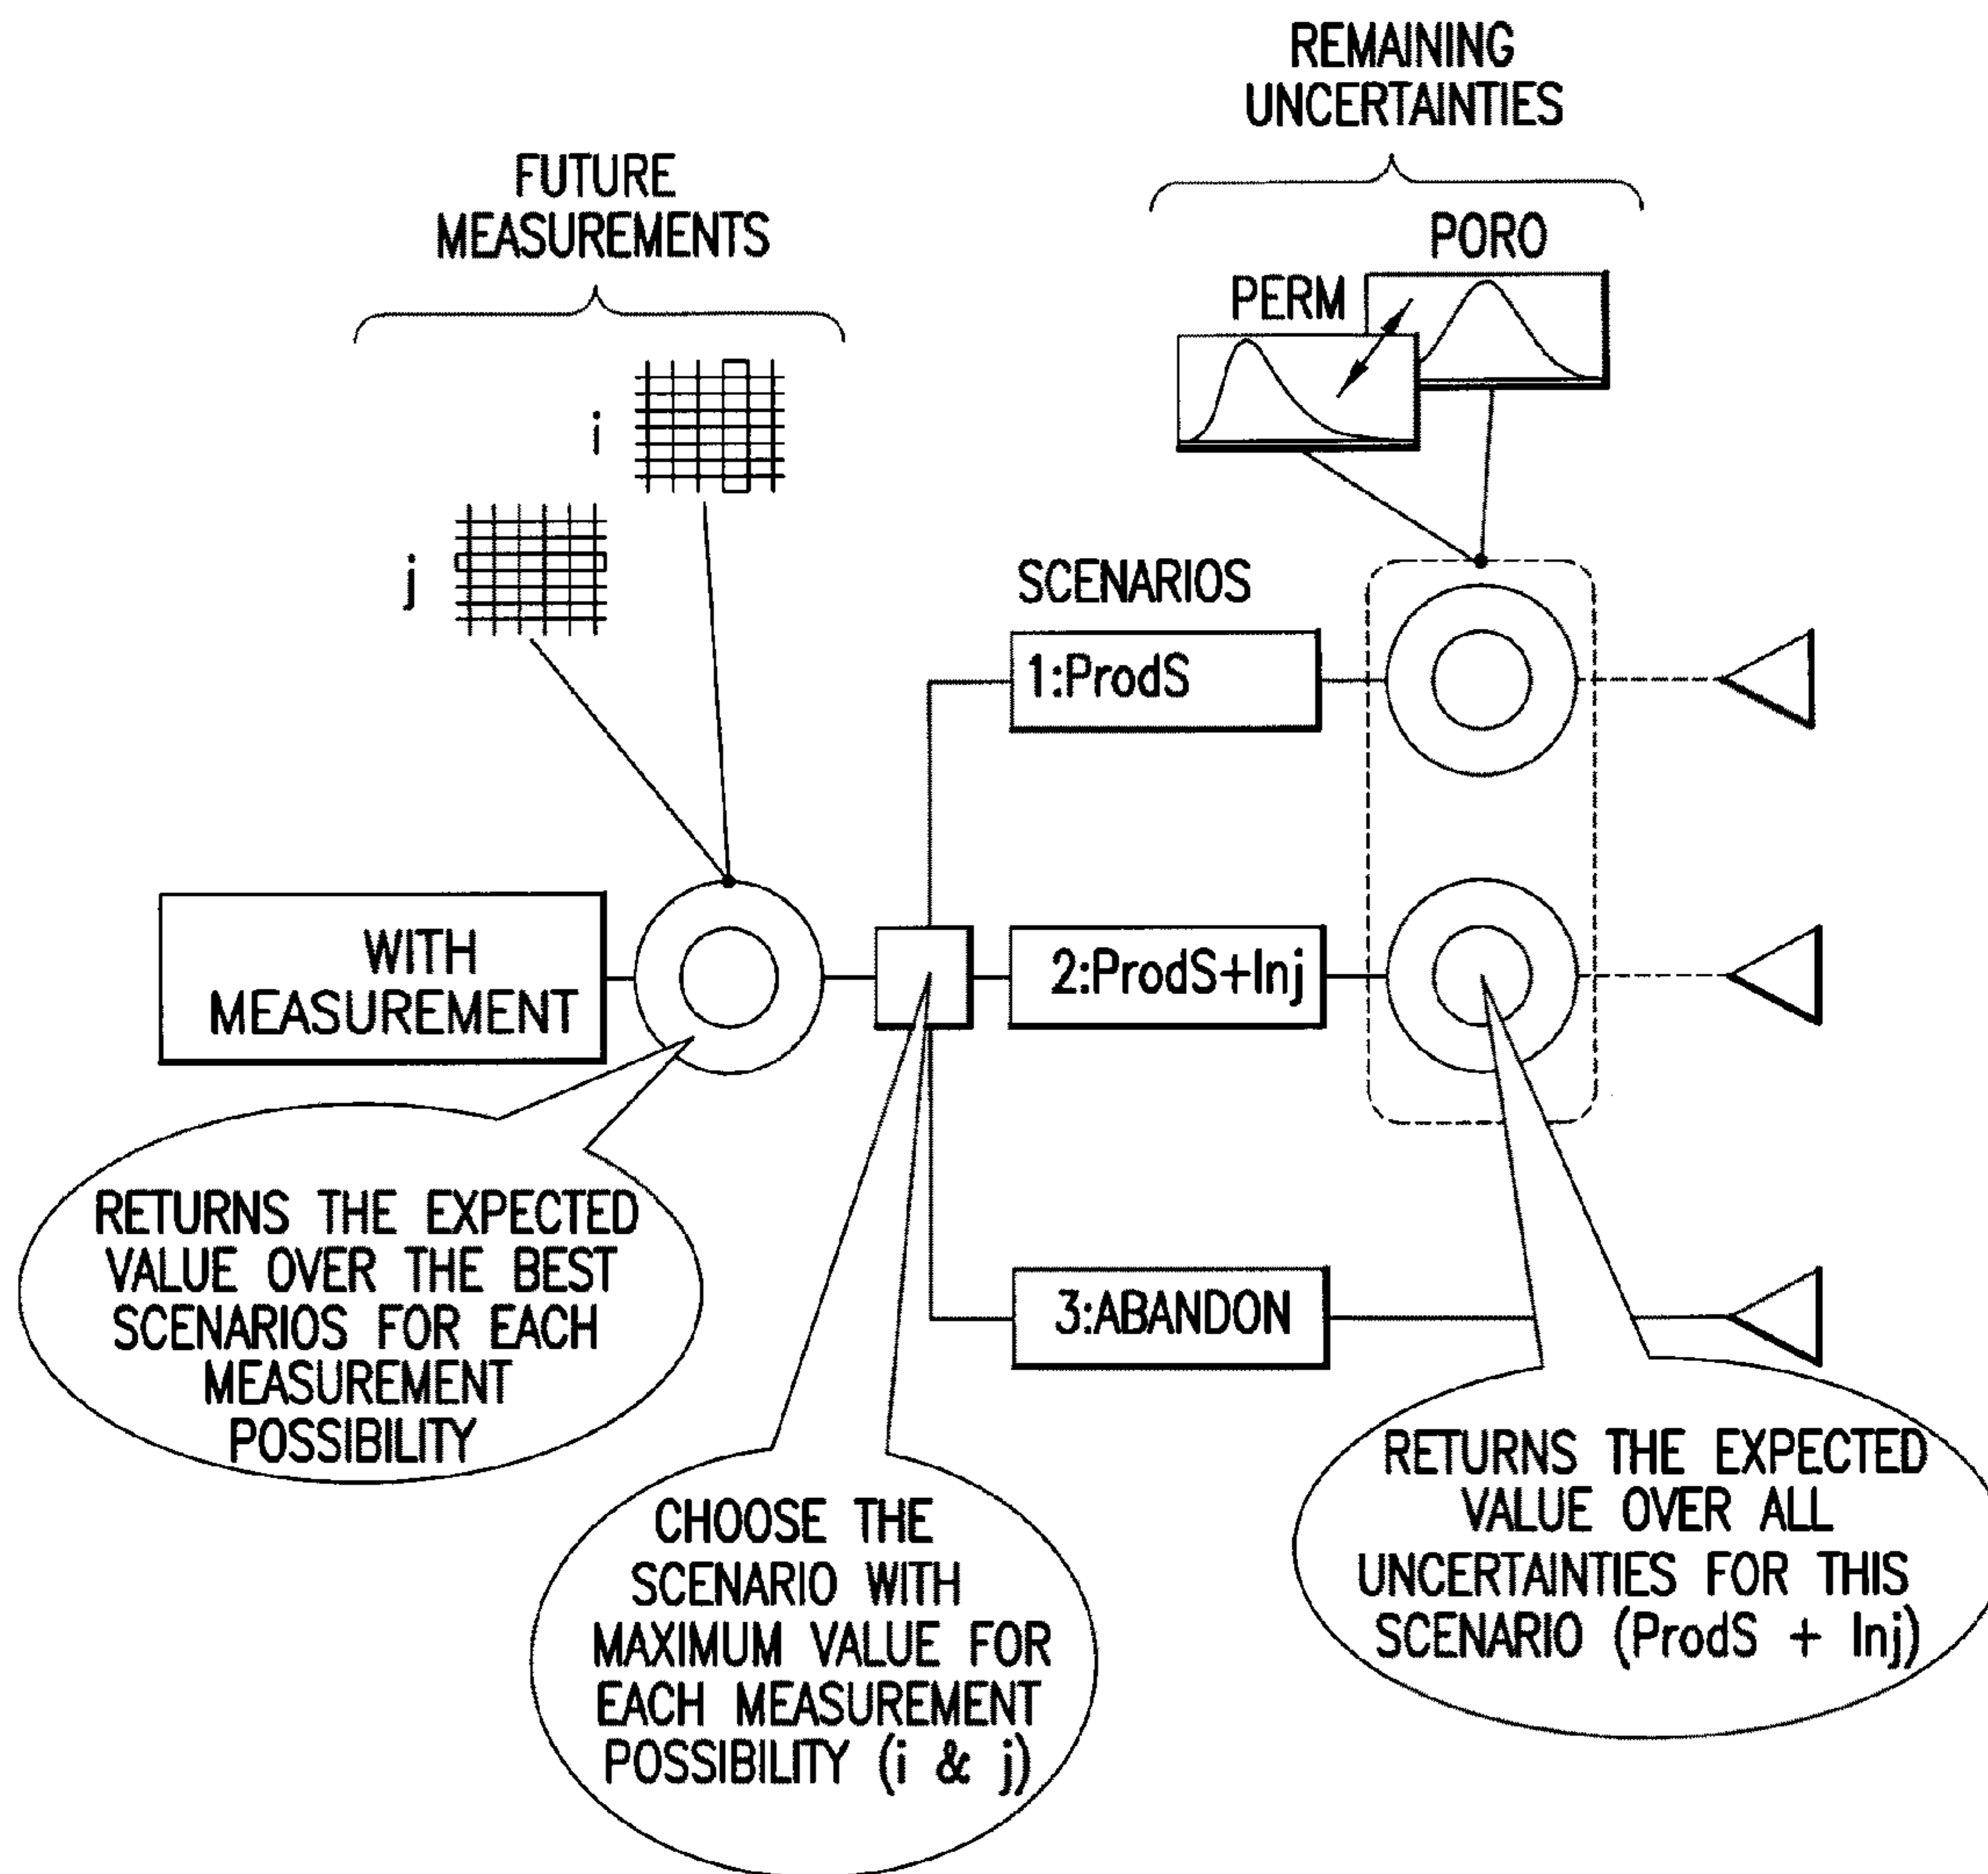 REMAINING
UNCERTAINTIES
FUTURE
MEASUREMENTS
PORO
PERM
i
j
SCENARIOS
1:ProdS
WITH
MEASUREMENT
2:ProdS+Inj
3:ABANDON
RETURNS THE EXPECTED
VALUE OVER THE BEST
SCENARIOS FOR EACH
MEASUREMENT
POSSIBILITY
CHOOSE THE
SCENARIO WITH
MAXIMUM VALUE FOR
EACH MEASUREMENT
POSSIBILITY (i & j)
RETURNS THE EXPECTED
VALUE OVER ALL
UNCERTAINTIES FOR THIS
SCENARIO (ProdS + Inj)